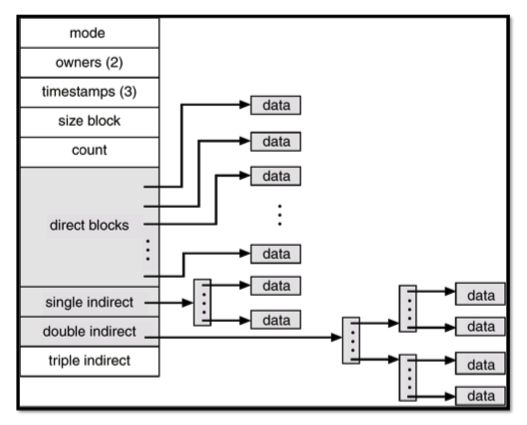 mode
owners (2)
timestamps (3)
size block
count
direct blocks
single indirect
double indirect
triple indirect
data
data
data
data
data
data
data
data
data
data